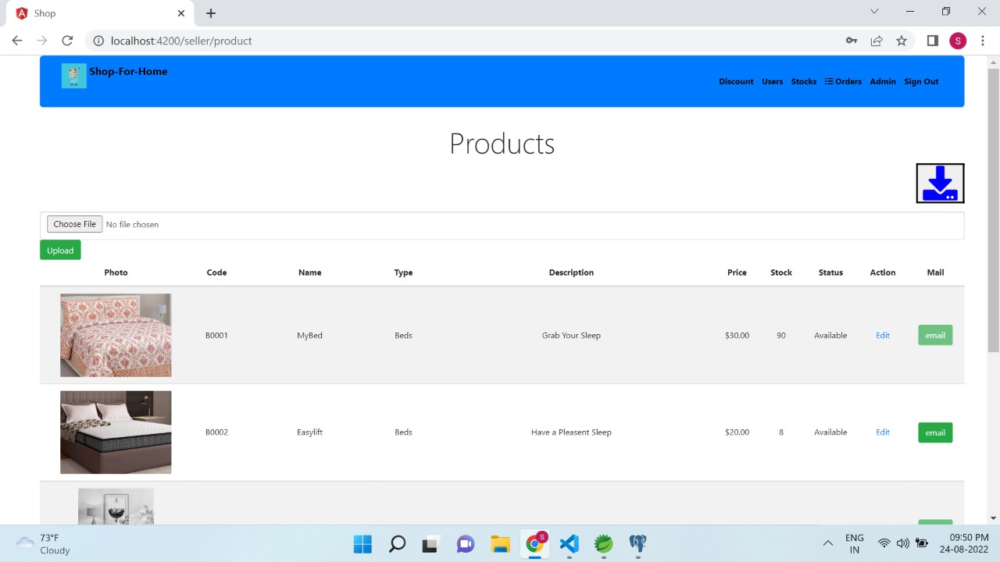 Shop
localhost:4200/seller/product
S
Shop-For-Home
Discount Users Stocks Orders Admin Sign Out
Products
Choose File No file chosen
Upload
Photo Code Name Type Description Price Stock Status Action Mail
B0001 MyBed Beds Grab Your Sleep $30.00 90 Available Edit email
B0002 Easylift Beds Have a Pleasent Sleep $20.00 8 Available Edit email
73°F
Cloudy
S
ENG
IN
09:50 PM
24-08-2022